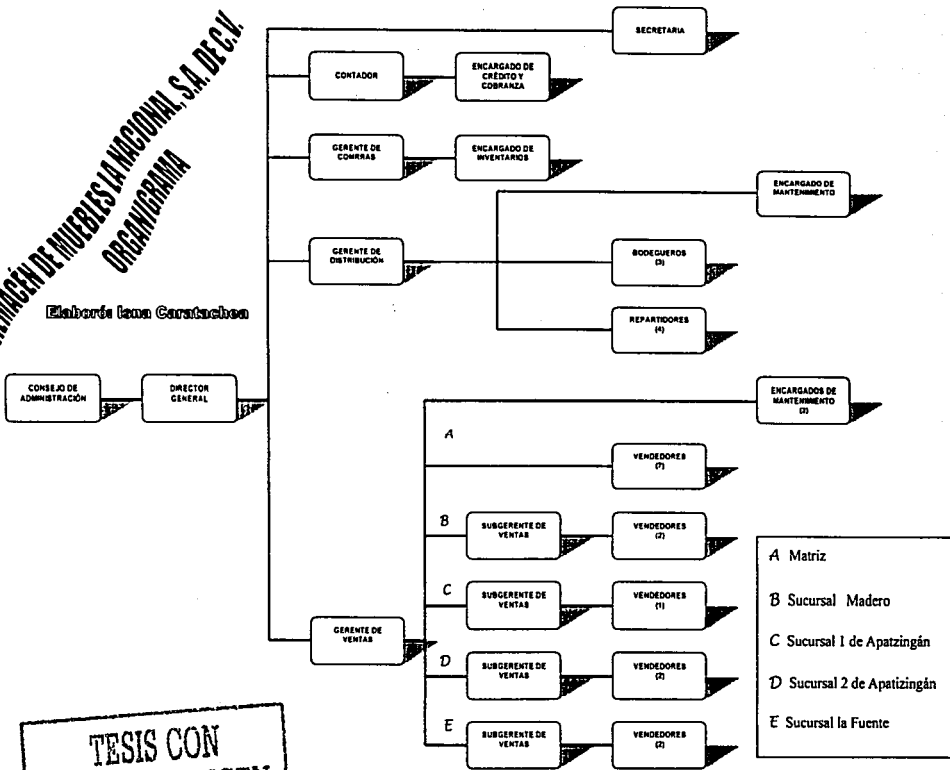 ALMACÉN DE MUEBLES LA NACIONAL, S.A. DE C.V.
ORGANIGRAMA
Elaboró: Isna Caratachea
SECRETARIA
CONTADOR
ENCARGADO DE
CRÉDITO Y
COBRANZA
GERENTE DE
COMPRAS
ENCARGADO DE
INVENTARIOS
ENCARGADO DE
MANTENIMIENTO
GERENTE DE
DISTRIBUCIÓN
BODEGUEROS
(3)
REPARTIDORES
(4)
CONSEJO DE
ADMINISTRACIÓN
DIRECTOR
GENERAL
ENCARGADOS DE
MANTENIMIENTO
A
VENDEDORES
(7)
B
SUBGERENTE DE
VENTAS
VENDEDORES
(2)
C
SUBGERENTE DE
VENTAS
VENDEDORES
(1)
GERENTE DE
VENTAS
D
SUBGERENTE DE
VENTAS
VENDEDORES
(2)
E
SUBGERENTE DE
VENTAS
VENDEDORES
(2)
A Matriz
B Sucursal Madero
C Sucursal 1 de Apatzingán
D Sucursal 2 de Apatizingán
E Sucursal la Fuente
TESIS CON